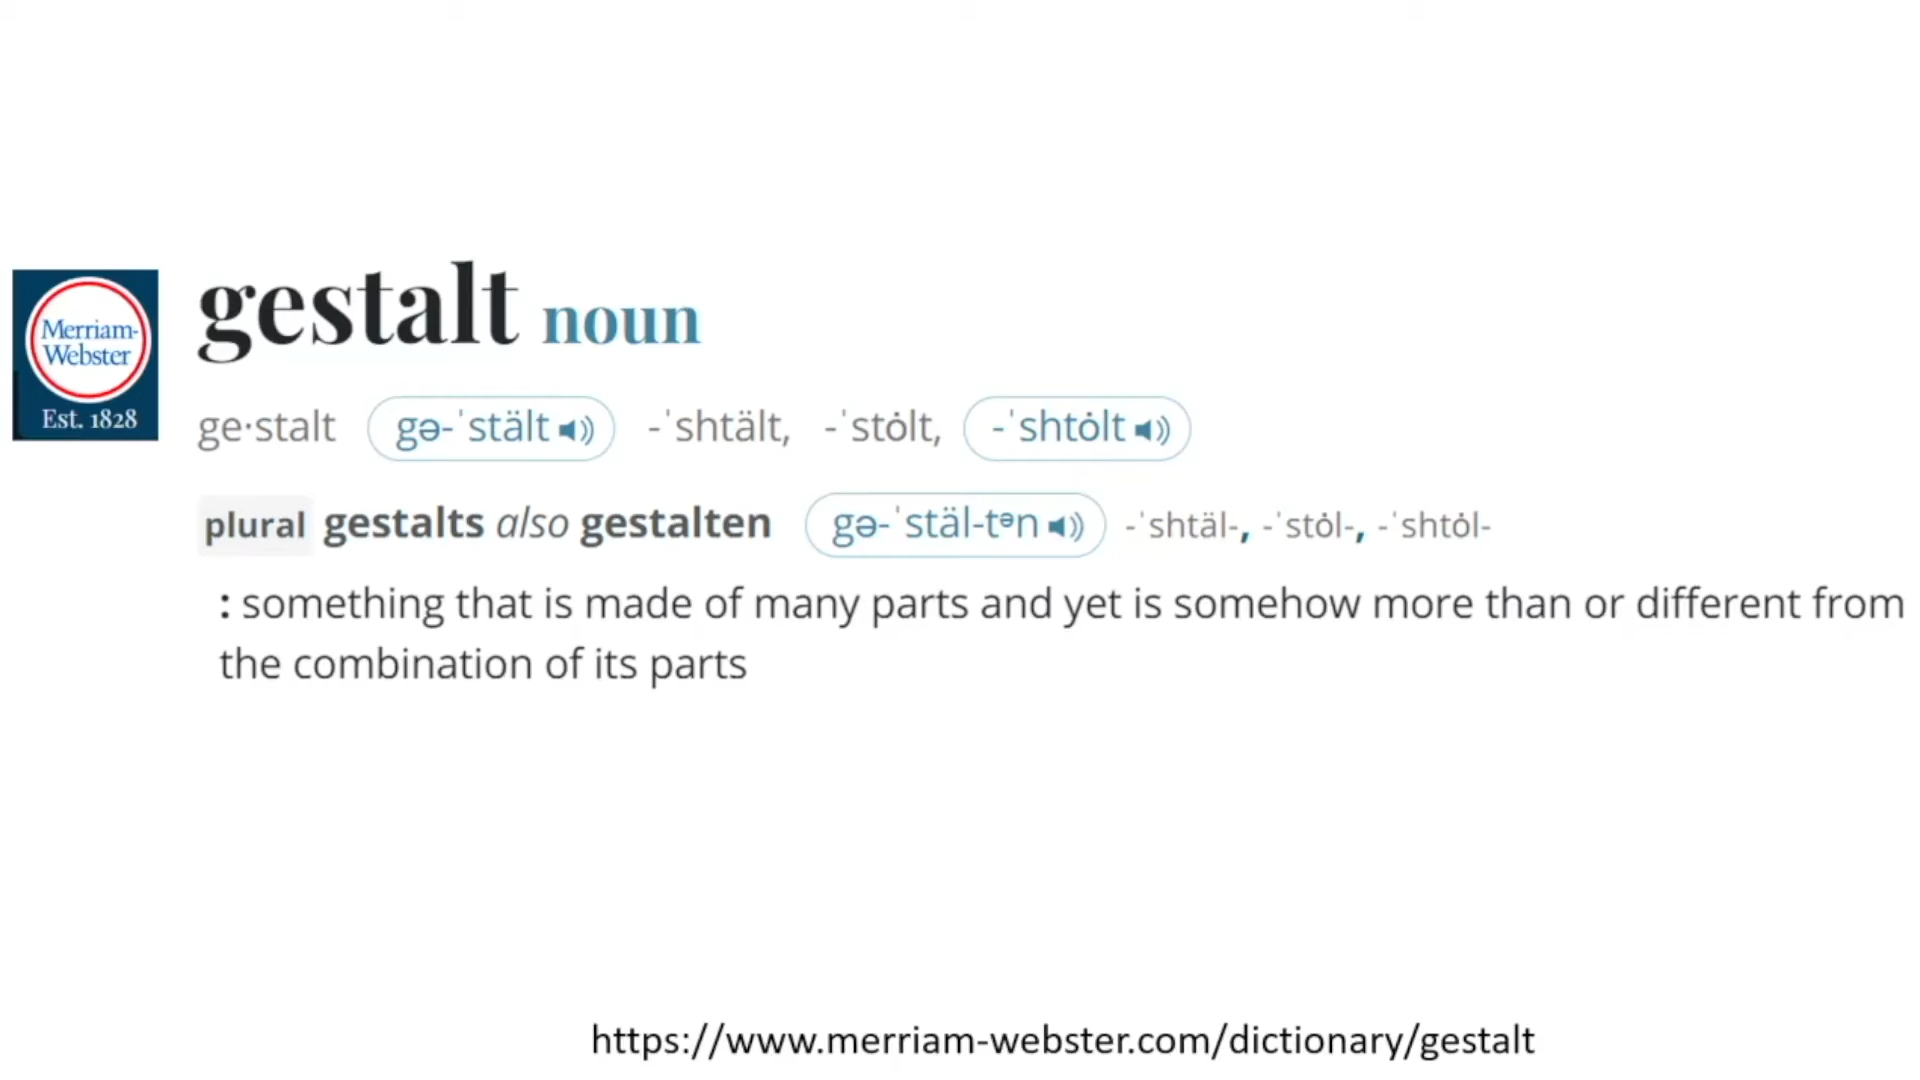 Merriam-
Webster
Est. 1828
gestalt noun
ge·stalt gə-ˈstält -ˈshtält, -ˈstȯlt, -ˈshtȯlt
plural gestalts also gestalten gə-ˈstäl-tᵊn -ˈshtäl-, -ˈstȯl-, -ˈshtȯl-
: something that is made of many parts and yet is somehow more than or different from
the combination of its parts
https://www.merriam-webster.com/dictionary/gestalt